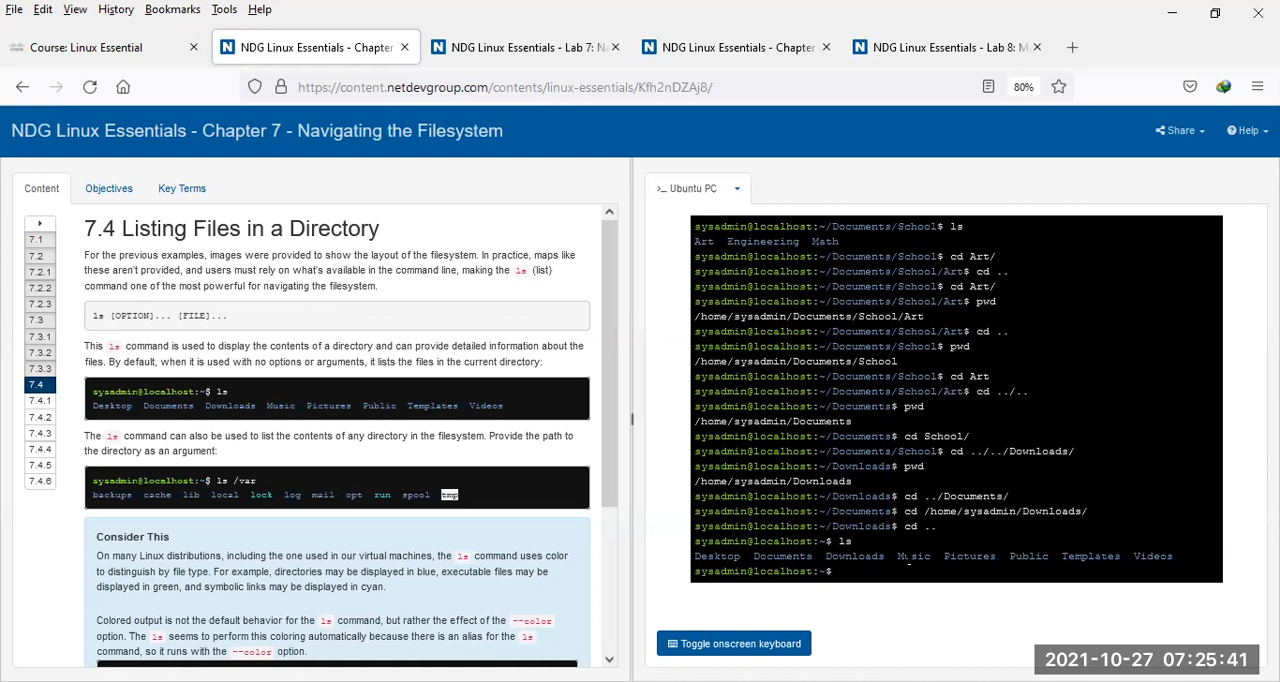 File Edit View History Bookmarks Tools Help
Course: Linux Essential
NDG Linux Essentials - Chapter
NDG Linux Essentials - Lab 7: Na
NDG Linux Essentials - Chapter
NDG Linux Essentials - Lab 8: M
https://content.netdevgroup.com/contents/linux-essentials/Kfh2nDZAj8/
80%
NDG Linux Essentials - Chapter 7 - Navigating the Filesystem
Share Help
Content Objectives Key Terms
7.1
7.2
7.2.1
7.2.2
7.2.3
7.3
7.3.1
7.3.2
7.3.3
7.4
7.4.1
7.4.2
7.4.3
7.4.4
7.4.5
7.4.6
7.4 Listing Files in a Directory
For the previous examples, images were provided to show the layout of the filesystem. In practice, maps like
these aren't provided, and users must rely on what's available in the command line, making the ls (list)
command one of the most powerful for navigating the filesystem.
ls [OPTION]... [FILE]...
This ls command is used to display the contents of a directory and can provide detailed information about the
files. By default, when it is used with no options or arguments, it lists the files in the current directory:
sysadmin@localhost:~$ ls
Desktop Documents Downloads Music Pictures Public Templates Videos
The ls command can also be used to list the contents of any directory in the filesystem. Provide the path to
the directory as an argument:
sysadmin@localhost:~$ ls /var
backups cache lib local lock log mail opt run spool tmp
Consider This
On many Linux distributions, including the one used in our virtual machines, the ls command uses color
to distinguish by file type. For example, directories may be displayed in blue, executable files may be
displayed in green, and symbolic links may be displayed in cyan.
Colored output is not the default behavior for the ls command, but rather the effect of the --color
option. The ls seems to perform this coloring automatically because there is an alias for the ls
command, so it runs with the --color option.
>_ Ubuntu PC
sysadmin@localhost:~/Documents/School$ ls
Art Engineering Math
sysadmin@localhost:~/Documents/School$ cd Art/
sysadmin@localhost:~/Documents/School/Art$ cd ..
sysadmin@localhost:~/Documents/School$ cd Art/
sysadmin@localhost:~/Documents/School/Art$ pwd
/home/sysadmin/Documents/School/Art
sysadmin@localhost:~/Documents/School/Art$ cd ..
sysadmin@localhost:~/Documents/School$ pwd
/home/sysadmin/Documents/School
sysadmin@localhost:~/Documents/School$ cd Art
sysadmin@localhost:~/Documents/School/Art$ cd ../..
sysadmin@localhost:~/Documents$ pwd
/home/sysadmin/Documents
sysadmin@localhost:~/Documents$ cd School/
sysadmin@localhost:~/Documents/School$ cd ../../Downloads/
sysadmin@localhost:~/Downloads$ pwd
/home/sysadmin/Downloads
sysadmin@localhost:~/Downloads$ cd ../Documents/
sysadmin@localhost:~/Documents$ cd /home/sysadmin/Downloads/
sysadmin@localhost:~/Downloads$ cd ..
sysadmin@localhost:~$ ls
Desktop Documents Downloads Music Pictures Public Templates Videos
sysadmin@localhost:~$
Toggle onscreen keyboard
2021-10-27 07:25:41